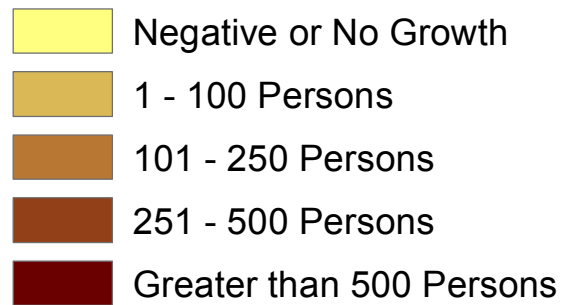 Negative or No Growth
1 - 100 Persons
101 - 250 Persons
251 - 500 Persons
Greater than 500 Persons